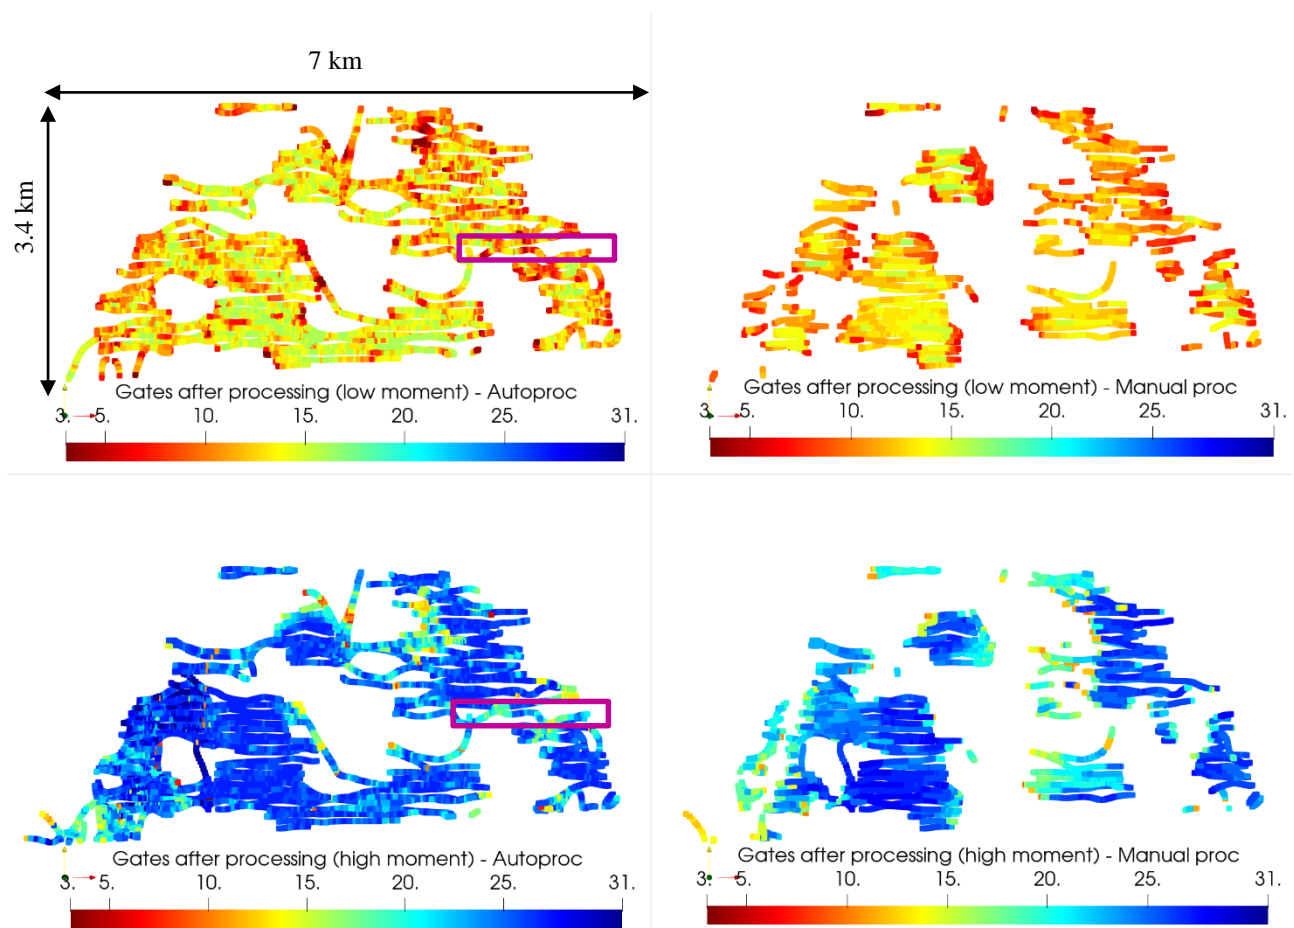 7 km
3.4 km
Gates after processing (low moment) - Autoproc
3. 5. 10. 15. 20. 25. 31.
Gates after processing (low moment) - Manual proc
3. 5. 10. 15. 20. 25. 31.
Gates after processing (high moment) - Autoproc
3. 5. 10. 15. 20. 25. 31.
Gates after processing (high moment) - Manual proc
3. 5. 10. 15. 20. 25. 31.